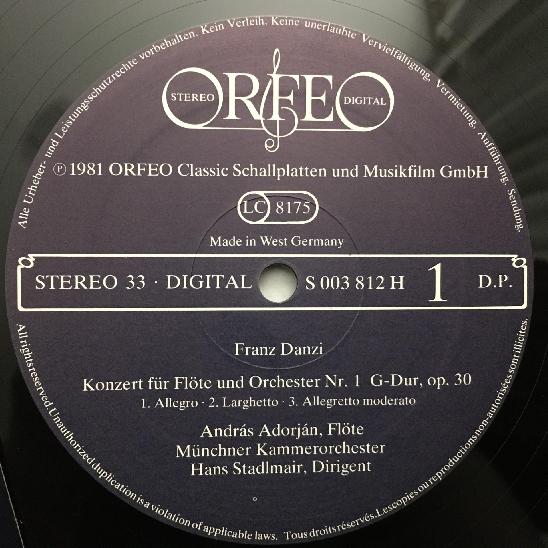 Alle Urheber- und Leistungsschutzrechte vorbehalten. Kein Verleih. Keine unerlaubte Vervielfältigung, Vermietung, Aufführung, Sendung.
STEREO ORFEO DIGITAL
℗ 1981 ORFEO Classic Schallplatten und Musikfilm GmbH
LC 8175
Made in West Germany
STEREO 33 · DIGITAL S 003 812 H 1 D.P.
Franz Danzi
Konzert für Flöte und Orchester Nr. 1 G-Dur, op. 30
1. Allegro · 2. Larghetto · 3. Allegretto moderato
András Adorján, Flöte
Münchner Kammerorchester
Hans Stadlmair, Dirigent
All rights reserved. Unauthorized duplication is a violation of applicable laws. Tous droits réservés. Les copies ou reproductions non-autorisées sont illicites.